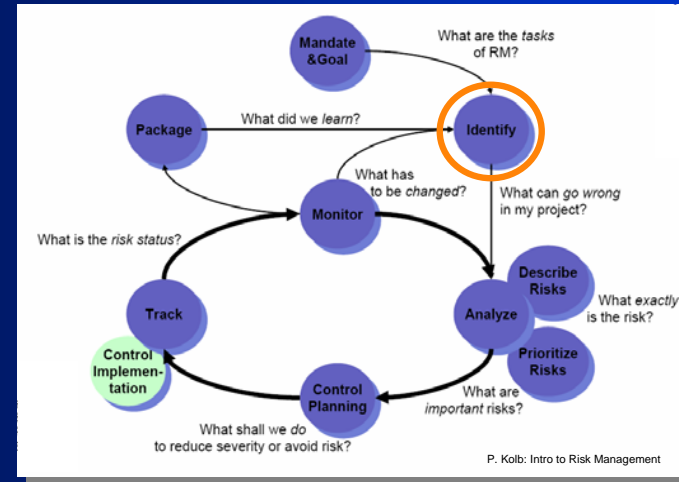 Mandate
&Goal
What are the tasks
of RM?
Package
What did we learn?
Identify
What has
to be changed?
What can go wrong
in my project?
Monitor
What is the risk status?
Describe
Risks
What exactly
is the risk?
Track
Analyze
Control
Implemen-
tation
Prioritize
Risks
Control
Planning
What are
important risks?
What shall we do
to reduce severity or avoid risk?
P. Kolb: Intro to Risk Management